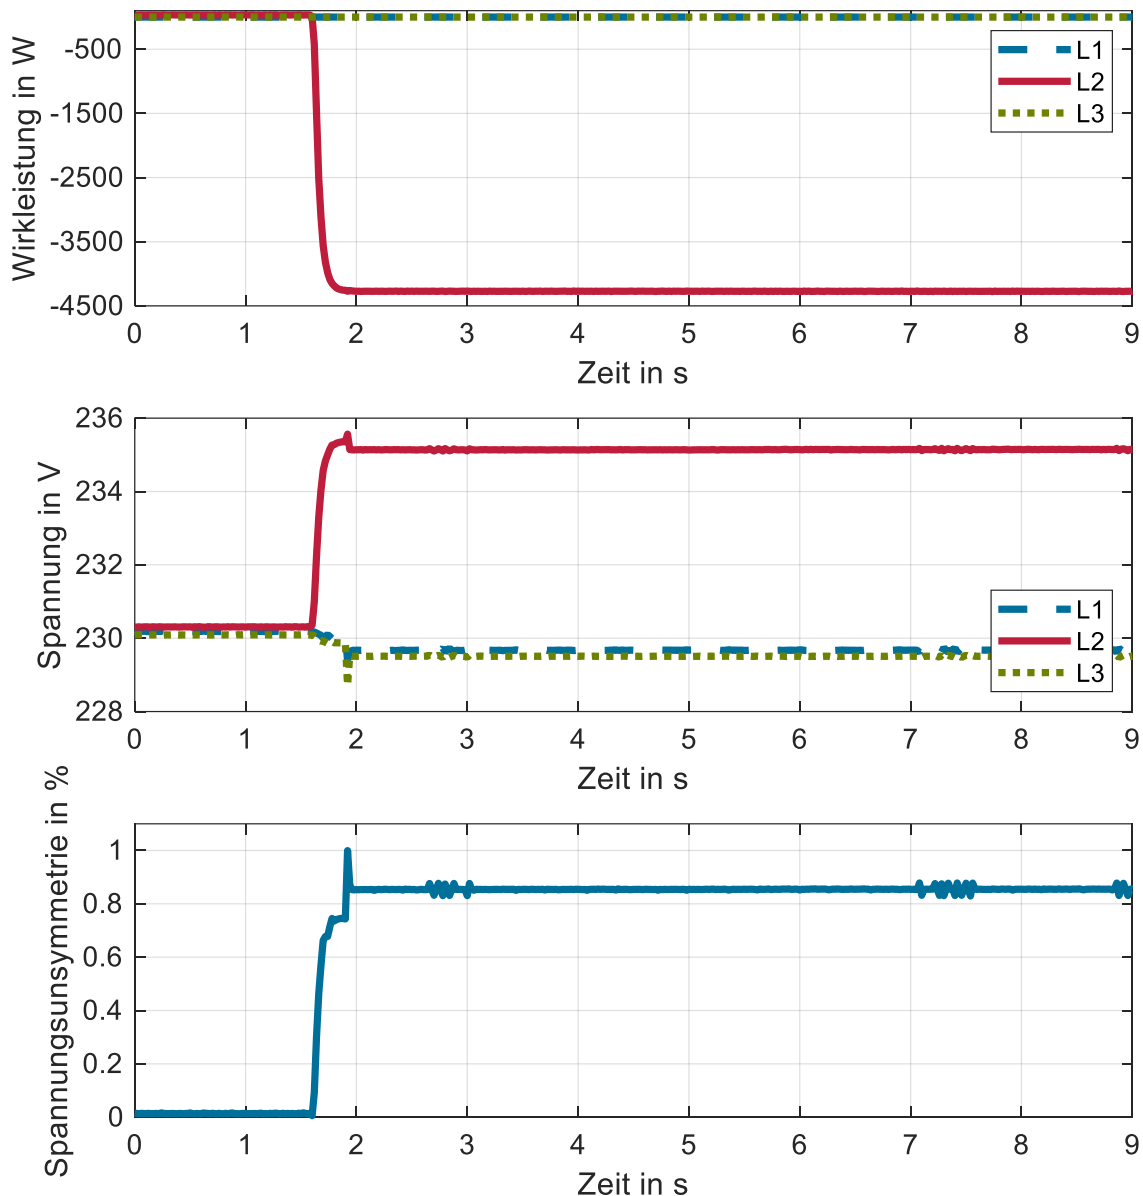 Wirkleistung in W
-500
-1500
-2500
-3500
-4500
L1
L2
L3
0 1 2 3 4 5 6 7 8 9
Zeit in s
Spannung in V
236
234
232
230
228
L1
L2
L3
0 1 2 3 4 5 6 7 8 9
Zeit in s
Spannungsunsymmetrie in %
1
0.8
0.6
0.4
0.2
0
0 1 2 3 4 5 6 7 8 9
Zeit in s